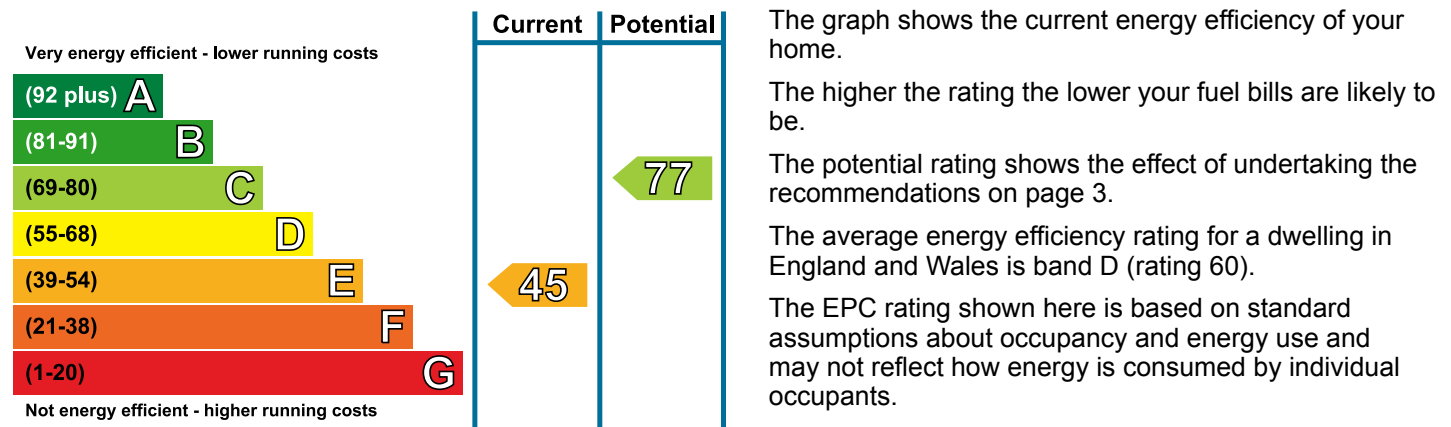 Current Potential
Very energy efficient - lower running costs
(92 plus) A
(81-91) B
(69-80) C
77
(55-68) D
(39-54) E
45
(21-38) F
(1-20) G
Not energy efficient - higher running costs
The graph shows the current energy efficiency of your
home.
The higher the rating the lower your fuel bills are likely to
be.
The potential rating shows the effect of undertaking the
recommendations on page 3.
The average energy efficiency rating for a dwelling in
England and Wales is band D (rating 60).
The EPC rating shown here is based on standard
assumptions about occupancy and energy use and
may not reflect how energy is consumed by individual
occupants.